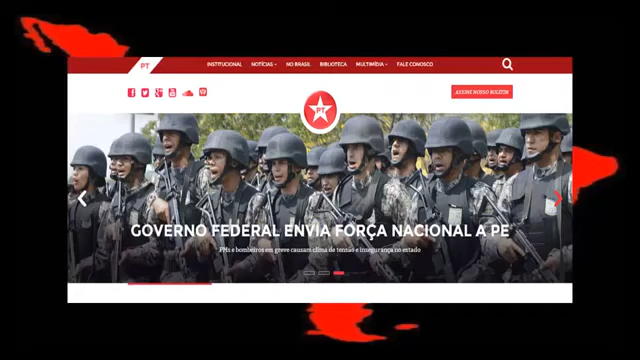 PT
INSTITUCIONAL NOTÍCIAS NO BRASIL BIBLIOTECA MULTIMÍDIA FALE CONOSCO
ASSINE NOSSO BOLETIM
PT
GOVERNO FEDERAL ENVIA FORÇA NACIONAL A PE
PMs e bombeiros em greve causam clima de tensão e insegurança no estado